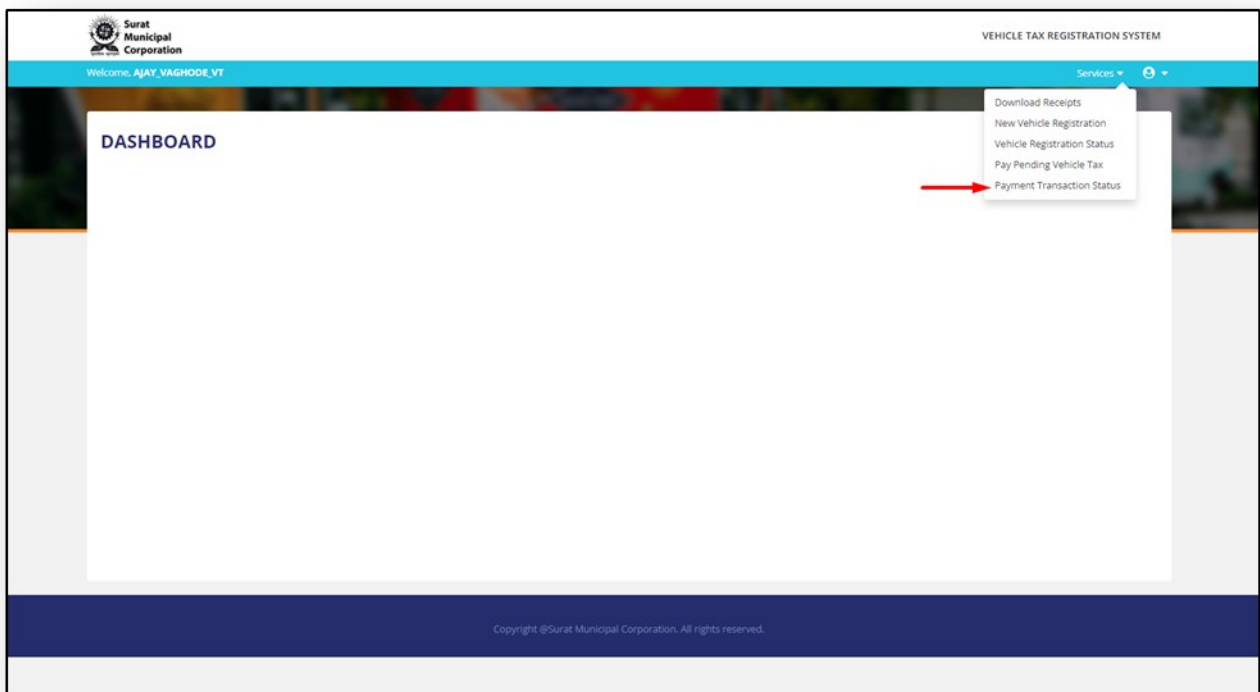 Surat
Municipal
Corporation
VEHICLE TAX REGISTRATION SYSTEM
Welcome, AJAY_VAGHODE_VT
Services
Download Receipts
New Vehicle Registration
Vehicle Registration Status
Pay Pending Vehicle Tax
Payment Transaction Status
DASHBOARD
Copyright @Surat Municipal Corporation. All rights reserved.